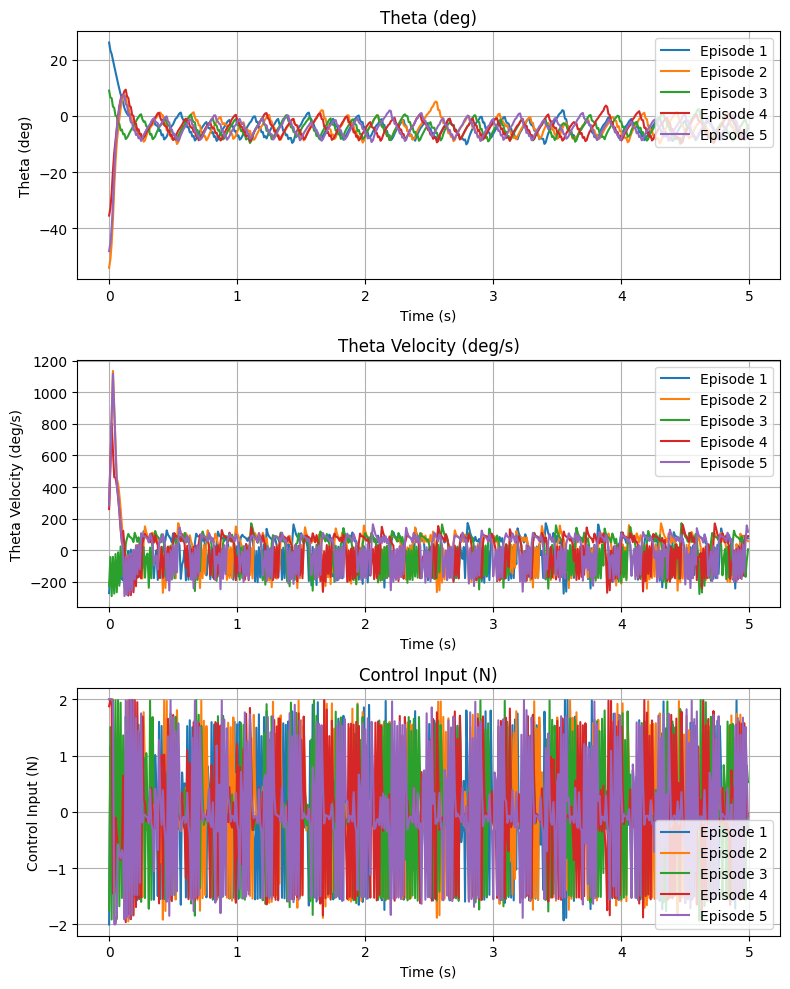 Theta (deg)
20
0
−20
−40
Theta (deg)
Episode 1
Episode 2
Episode 3
Episode 4
Episode 5
0 1 2 3 4 5
Time (s)
Theta Velocity (deg/s)
1200
1000
800
600
400
200
0
−200
Theta Velocity (deg/s)
Episode 1
Episode 2
Episode 3
Episode 4
Episode 5
0 1 2 3 4 5
Time (s)
Control Input (N)
2
1
0
−1
−2
Control Input (N)
Episode 1
Episode 2
Episode 3
Episode 4
Episode 5
0 1 2 3 4 5
Time (s)